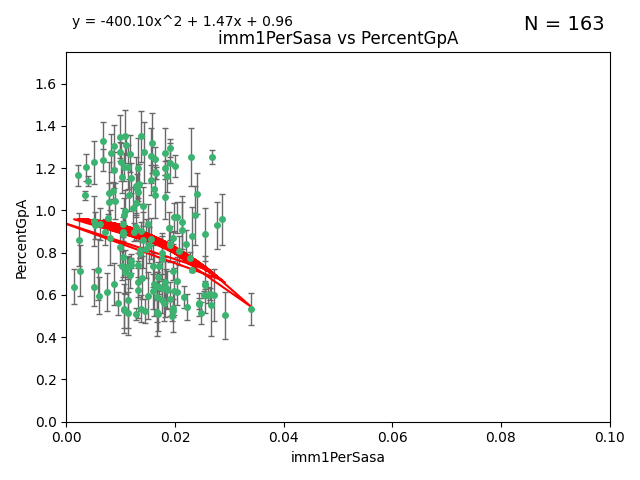 y = -400.10x^2 + 1.47x + 0.96
N = 163
imm1PerSasa vs PercentGpA
1.6
1.4
1.2
1.0
0.8
0.6
0.4
0.2
0.0
PercentGpA
0.00 0.02 0.04 0.06 0.08 0.10
imm1PerSasa